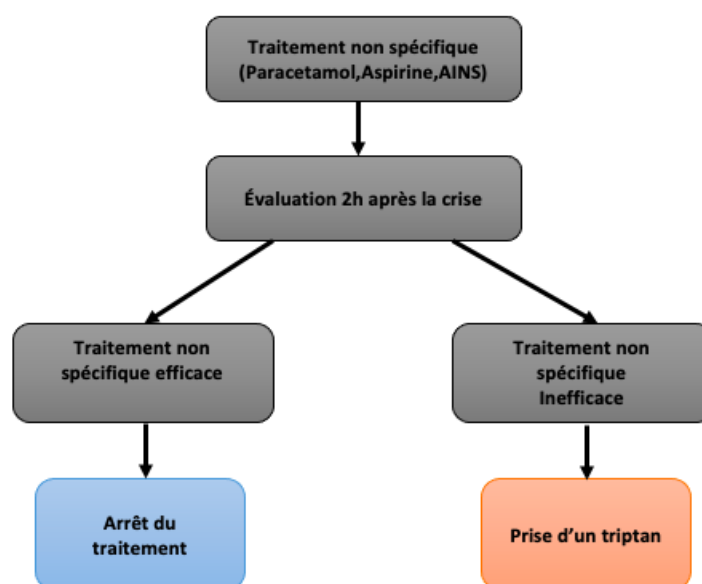 Traitement non spécifique
(Paracetamol,Aspirine,AINS)
Évaluation 2h après la crise
Traitement non
spécifique efficace
Traitement non
spécifique
Inefficace
Arrêt du
traitement
Prise d'un triptan